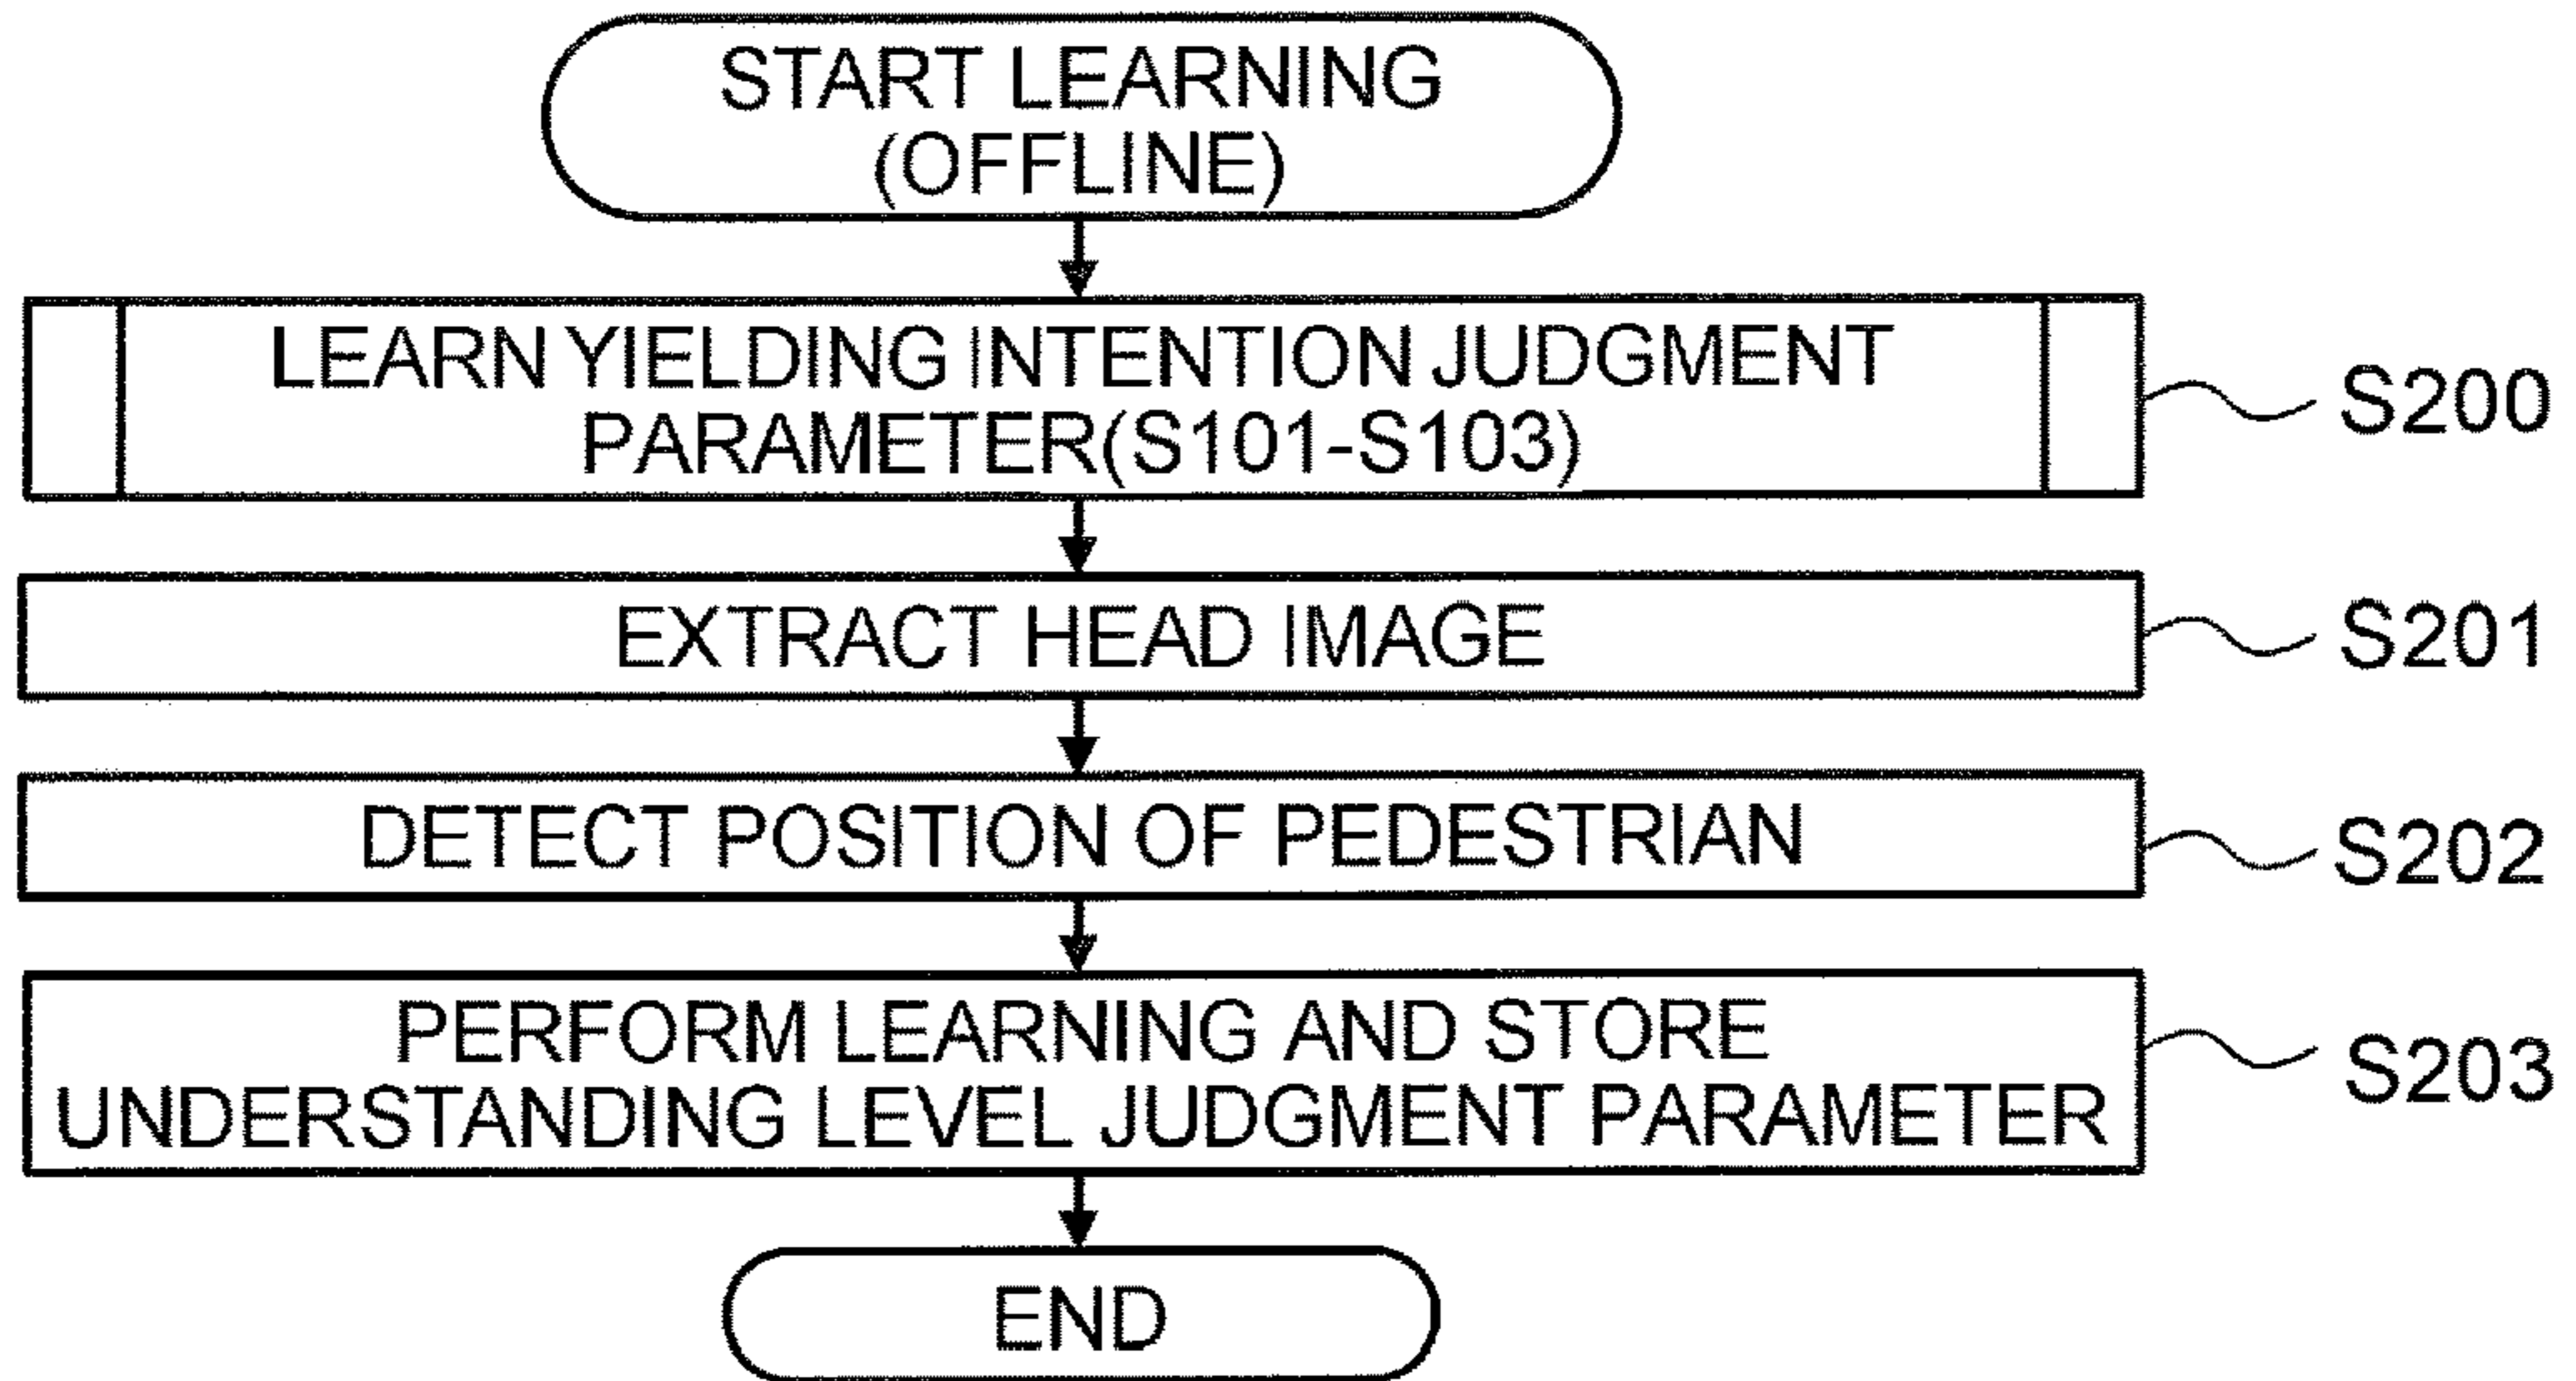 START LEARNING
(OFFLINE)
LEARN YIELDING INTENTION JUDGMENT
PARAMETER(S101-S103)
S200
EXTRACT HEAD IMAGE
S201
DETECT POSITION OF PEDESTRIAN
S202
PERFORM LEARNING AND STORE
UNDERSTANDING LEVEL JUDGMENT PARAMETER
S203
END